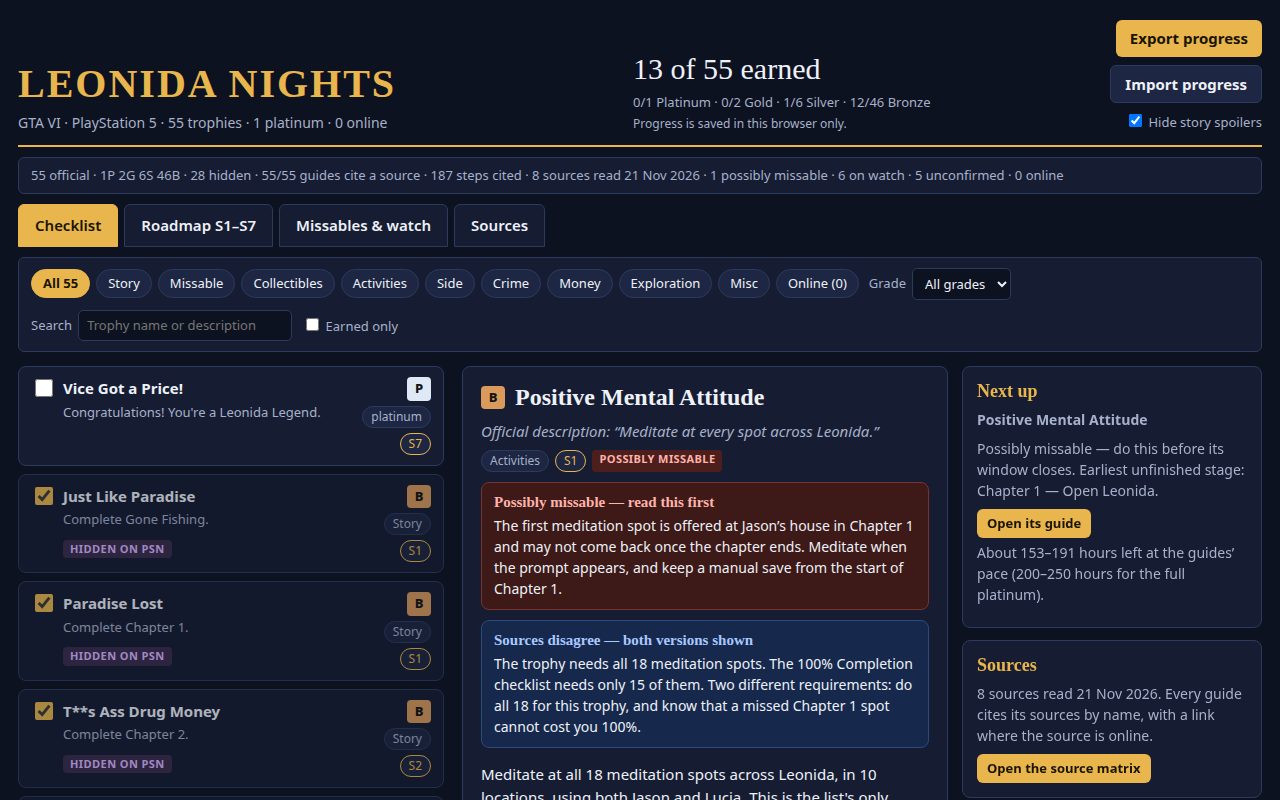 LEONIDA NIGHTS
GTA VI · PlayStation 5 · 55 trophies · 1 platinum · 0 online
13 of 55 earned
0/1 Platinum · 0/2 Gold · 1/6 Silver · 12/46 Bronze
Progress is saved in this browser only.
Export progress
Import progress
Hide story spoilers
55 official · 1P 2G 6S 46B · 28 hidden · 55/55 guides cite a source · 187 steps cited · 8 sources read 21 Nov 2026 · 1 possibly missable · 6 on watch · 5 unconfirmed · 0 online
Checklist
Roadmap S1–S7
Missables & watch
Sources
All 55
Story
Missable
Collectibles
Activities
Side
Crime
Money
Exploration
Misc
Online (0)
Grade
All grades
Search
Trophy name or description
Earned only
Vice Got a Price!
P
Congratulations! You're a Leonida Legend.
platinum
S7
Just Like Paradise
B
Complete Gone Fishing.
Story
HIDDEN ON PSN
S1
Paradise Lost
B
Complete Chapter 1.
Story
HIDDEN ON PSN
S1
T**s Ass Drug Money
B
Complete Chapter 2.
Story
HIDDEN ON PSN
S2
B
Positive Mental Attitude
Official description: “Meditate at every spot across Leonida.”
Activities
S1
POSSIBLY MISSABLE
Possibly missable — read this first
The first meditation spot is offered at Jason’s house in Chapter 1
and may not come back once the chapter ends. Meditate when
the prompt appears, and keep a manual save from the start of
Chapter 1.
Sources disagree — both versions shown
The trophy needs all 18 meditation spots. The 100% Completion
checklist needs only 15 of them. Two different requirements: do
all 18 for this trophy, and know that a missed Chapter 1 spot
cannot cost you 100%.
Meditate at all 18 meditation spots across Leonida, in 10
locations, using both Jason and Lucia. This is the list's only
Next up
Positive Mental Attitude
Possibly missable — do this before its
window closes. Earliest unfinished stage:
Chapter 1 — Open Leonida.
Open its guide
About 153–191 hours left at the guides’
pace (200–250 hours for the full
platinum).
Sources
8 sources read 21 Nov 2026. Every guide
cites its sources by name, with a link
where the source is online.
Open the source matrix